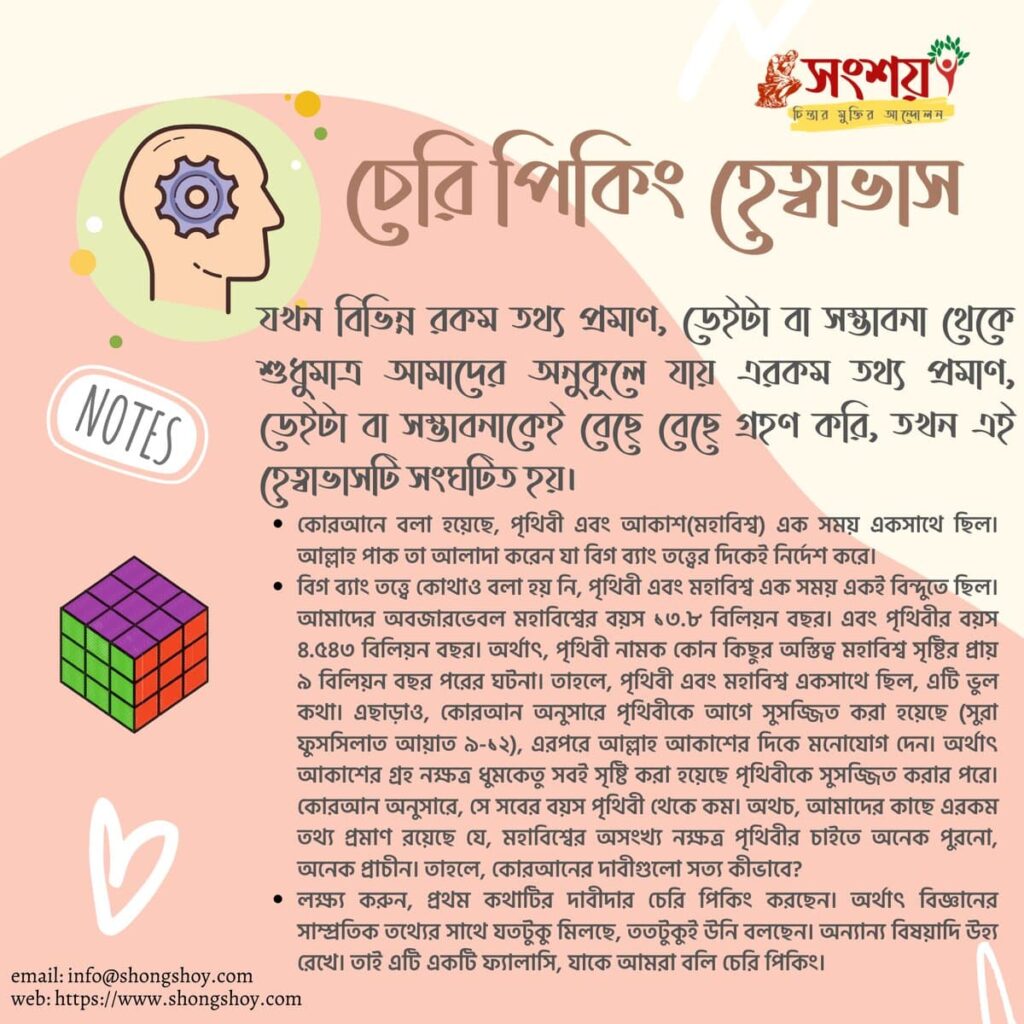 সংশয়
চিন্তার মুক্তির আন্দোলন
চেরি পিকিং হেত্বাভাস
যখন বিভিন্ন রকম তথ্য প্রমাণ, ডেইটা বা সম্ভাবনা থেকে
শুধুমাত্র আমাদের অনুকূলে যায় এরকম তথ্য প্রমাণ,
ডেইটা বা সম্ভাবনাকেই বেছে বেছে গ্রহণ করি, তখন এই
হেত্বাভাসটি সংঘটিত হয়।
NOTES
• কোরআনে বলা হয়েছে, পৃথিবী এবং আকাশ(মহাবিশ্ব) এক সময় একসাথে ছিল।
আল্লাহ পাক তা আলাদা করেন যা বিগ ব্যাং তত্ত্বের দিকেই নির্দেশ করে।
• বিগ ব্যাং তত্ত্বে কোথাও বলা হয় নি, পৃথিবী এবং মহাবিশ্ব এক সময় একই বিন্দুতে ছিল।
আমাদের অবজারভেবল মহাবিশ্বের বয়স ১৩.৮ বিলিয়ন বছর। এবং পৃথিবীর বয়স
৪.৫৪৩ বিলিয়ন বছর। অর্থাৎ, পৃথিবী নামক কোন কিছুর অস্তিত্ব মহাবিশ্ব সৃষ্টির প্রায়
৯ বিলিয়ন বছর পরের ঘটনা। তাহলে, পৃথিবী এবং মহাবিশ্ব একসাথে ছিল, এটি ভুল
কথা। এছাড়াও, কোরআন অনুসারে পৃথিবীকে আগে সুসজ্জিত করা হয়েছে (সুরা
ফুসসিলাত আয়াত ৯-১২), এরপরে আল্লাহ আকাশের দিকে মনোযোগ দেন। অর্থাৎ
আকাশের গ্রহ নক্ষত্র ধুমকেতু সবই সৃষ্টি করা হয়েছে পৃথিবীকে সুসজ্জিত করার পরে।
কোরআন অনুসারে, সে সবের বয়স পৃথিবী থেকে কম। অথচ, আমাদের কাছে এরকম
তথ্য প্রমাণ রয়েছে যে, মহাবিশ্বের অসংখ্য নক্ষত্র পৃথিবীর চাইতে অনেক পুরনো,
অনেক প্রাচীন। তাহলে, কোরআনের দাবীগুলো সত্য কীভাবে?
• লক্ষ্য করুন, প্রথম কথাটির দাবীদার চেরি পিকিং করছেন। অর্থাৎ বিজ্ঞানের
সাম্প্রতিক তথ্যের সাথে যতটুকু মিলছে, ততটুকুই উনি বলছেন। অন্যান্য বিষয়াদি উহ্য
রেখে। তাই এটি একটি ফ্যালাসি, যাকে আমরা বলি চেরি পিকিং।
email: info@shongshoy.com
web: https://www.shongshoy.com